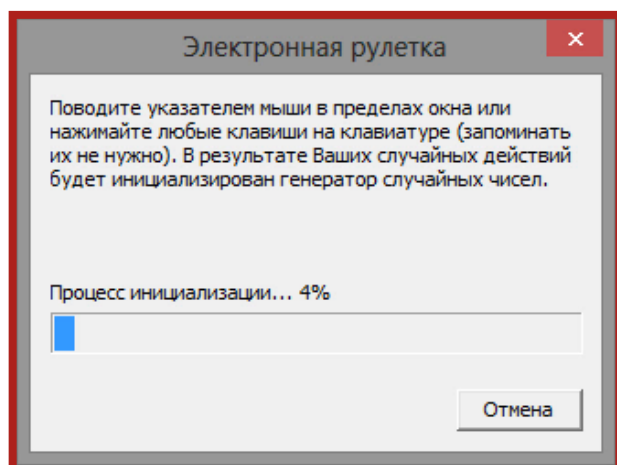 Электронная рулетка
Поводите указателем мыши в пределах окна или
нажимайте любые клавиши на клавиатуре (запоминать
их не нужно). В результате Ваших случайных действий
будет инициализирован генератор случайных чисел.
Процесс инициализации... 4%
Отмена